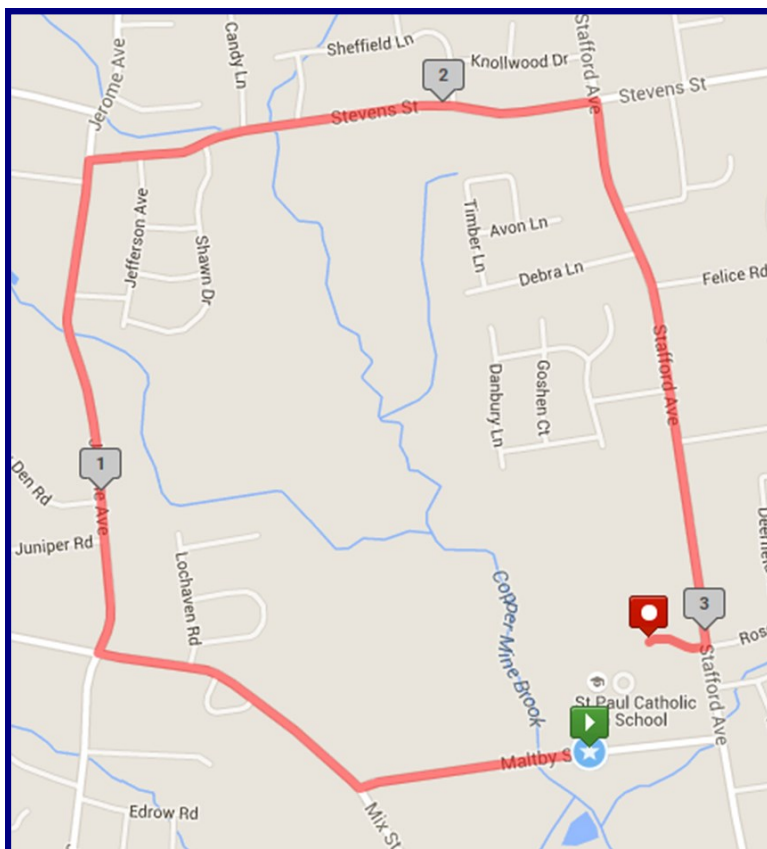 Candy Ln
Sheffield Ln
Stafford Ave
Knollwood Dr
Jerome Ave
2
Stevens St
Stevens St
Jefferson Ave
Shawn Dr
Timber Ln
Avon Ln
Debra Ln
Felice Rd
Stafford Ave
Danbury Ln
Goshen Ct
1
Den Rd
Ave
Juniper Rd
Lochaven Rd
Copper Mine Brook
3
Stafford Ave
St Paul Catholic
School
Maltby S
Mix St
Edrow Rd